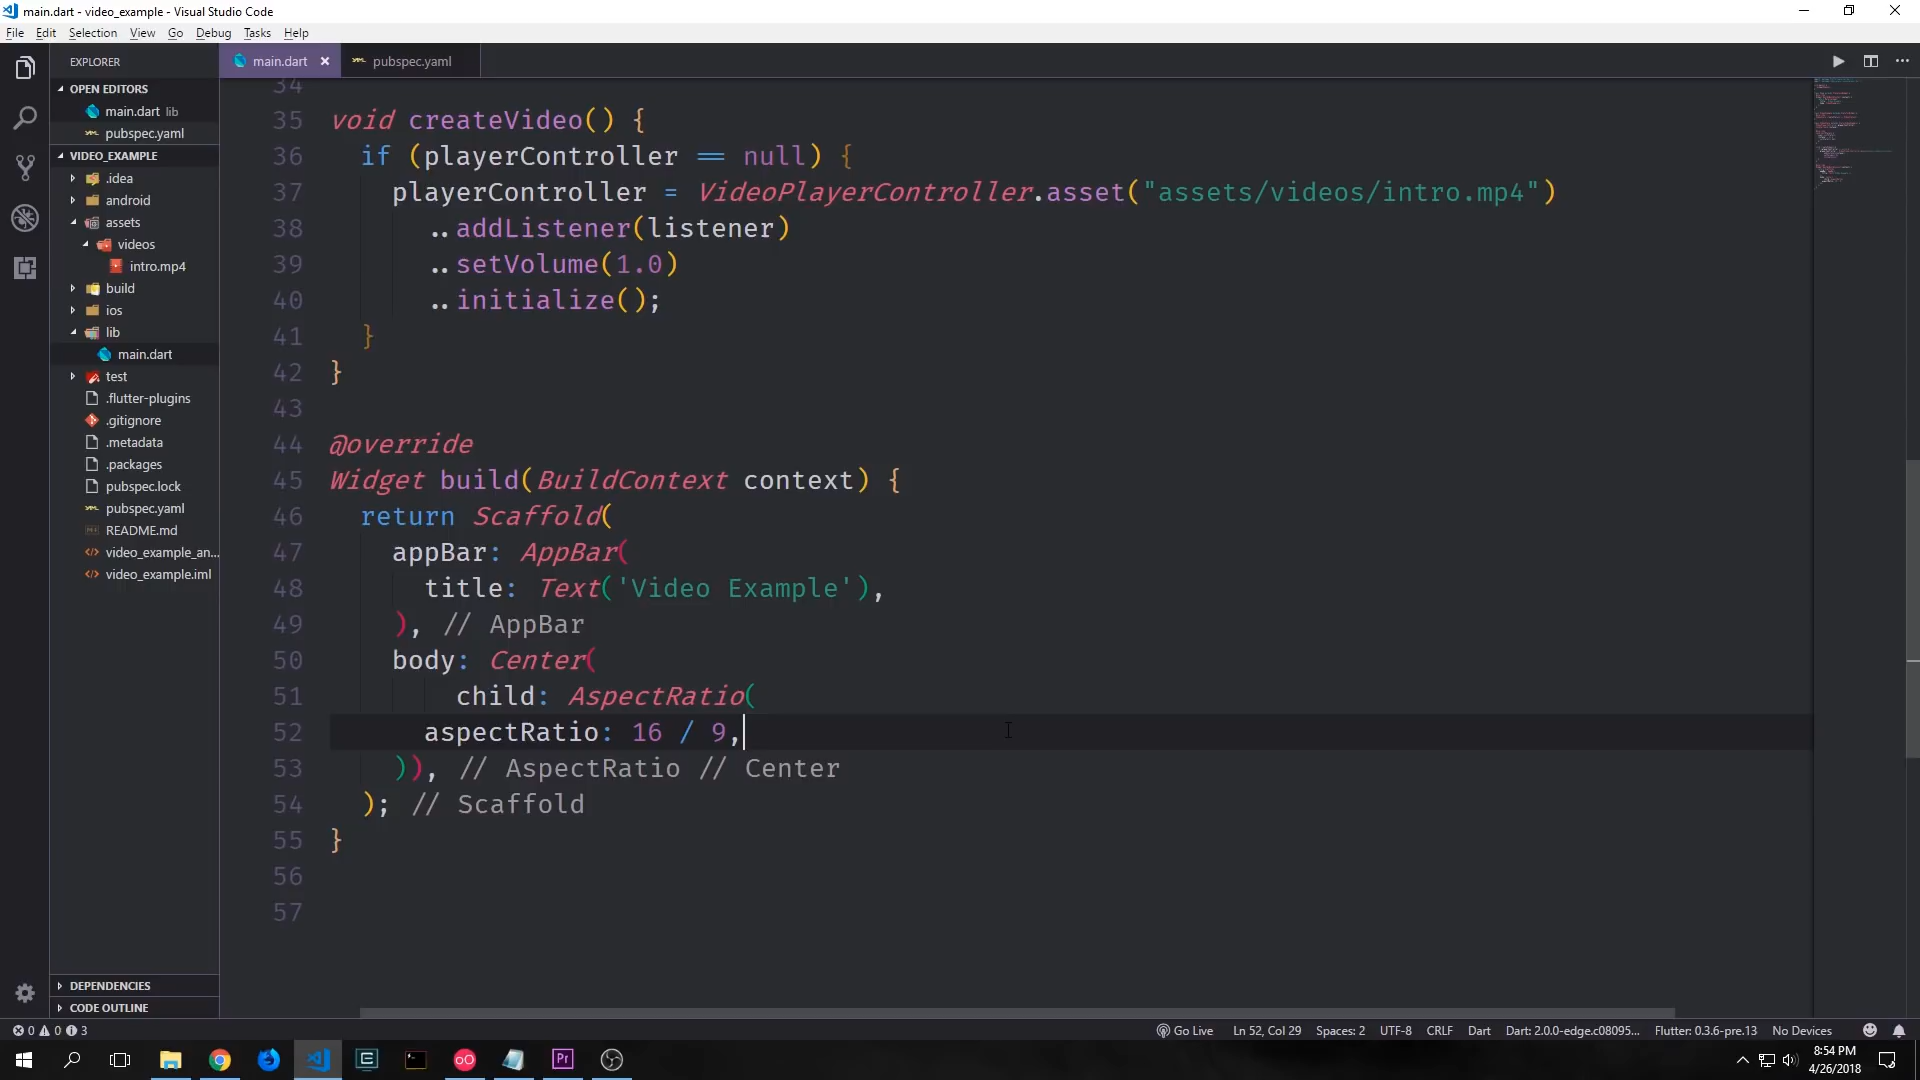 main.dart - video_example - Visual Studio Code
File Edit Selection View Go Debug Tasks Help
EXPLORER
main.dart
pubspec.yaml
OPEN EDITORS
main.dart lib
pubspec.yaml
VIDEO_EXAMPLE
.idea
android
assets
videos
intro.mp4
build
ios
lib
main.dart
test
.flutter-plugins
.gitignore
.metadata
.packages
pubspec.lock
pubspec.yaml
README.md
video_example_an...
video_example.iml
DEPENDENCIES
CODE OUTLINE
34
35 void createVideo() {
36 if (playerController == null) {
37 playerController = VideoPlayerController.asset("assets/videos/intro.mp4")
38 ..addListener(listener)
39 ..setVolume(1.0)
40 ..initialize();
41 }
42 }
43
44 @override
45 Widget build(BuildContext context) {
46 return Scaffold(
47 appBar: AppBar(
48 title: Text('Video Example'),
49 ), // AppBar
50 body: Center(
51 child: AspectRatio(
52 aspectRatio: 16 / 9,
53 )), // AspectRatio // Center
54 ); // Scaffold
55 }
56
57
0 0 3
Go Live Ln 52, Col 29 Spaces: 2 UTF-8 CRLF Dart Dart: 2.0.0-edge.c08095... Flutter: 0.3.6-pre.13 No Devices
Pr
8:54 PM
4/26/2018